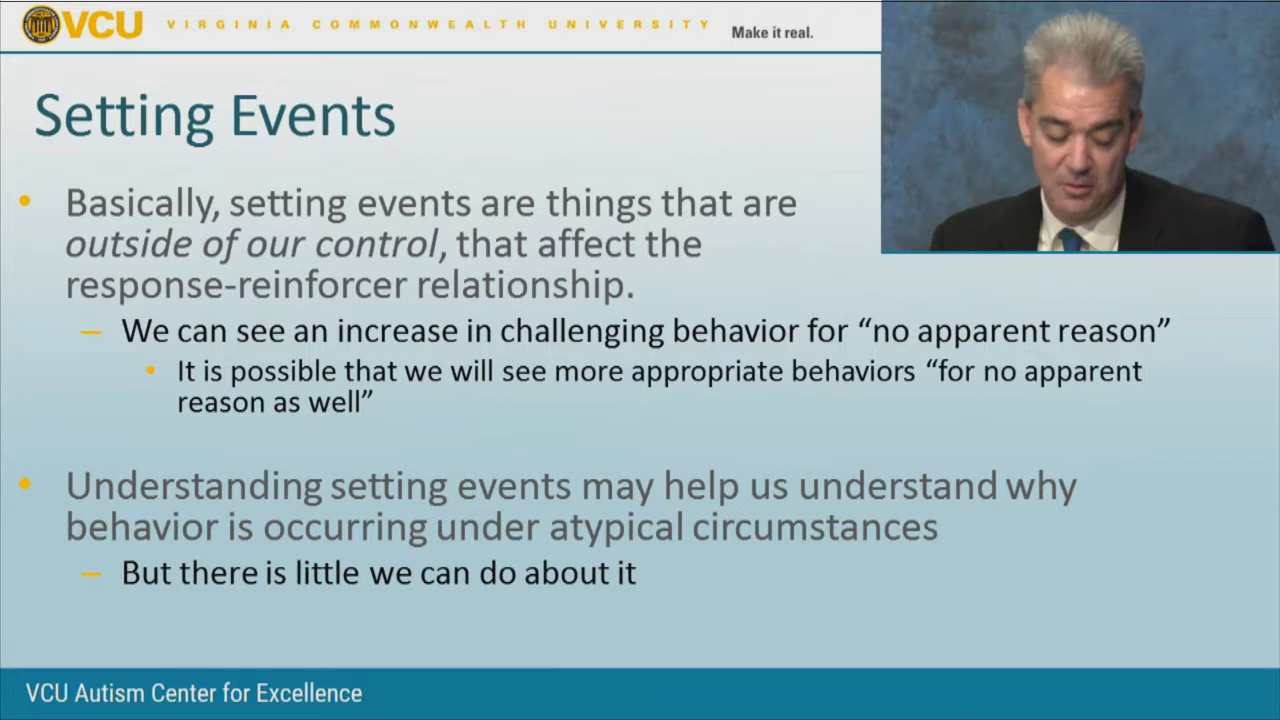 VCU VIRGINIA COMMONWEALTH UNIVERSITY Make it real.
Setting Events
• Basically, setting events are things that are
outside of our control, that affect the
response-reinforcer relationship.
– We can see an increase in challenging behavior for “no apparent reason”
• It is possible that we will see more appropriate behaviors “for no apparent
reason as well”
• Understanding setting events may help us understand why
behavior is occurring under atypical circumstances
– But there is little we can do about it
VCU Autism Center for Excellence